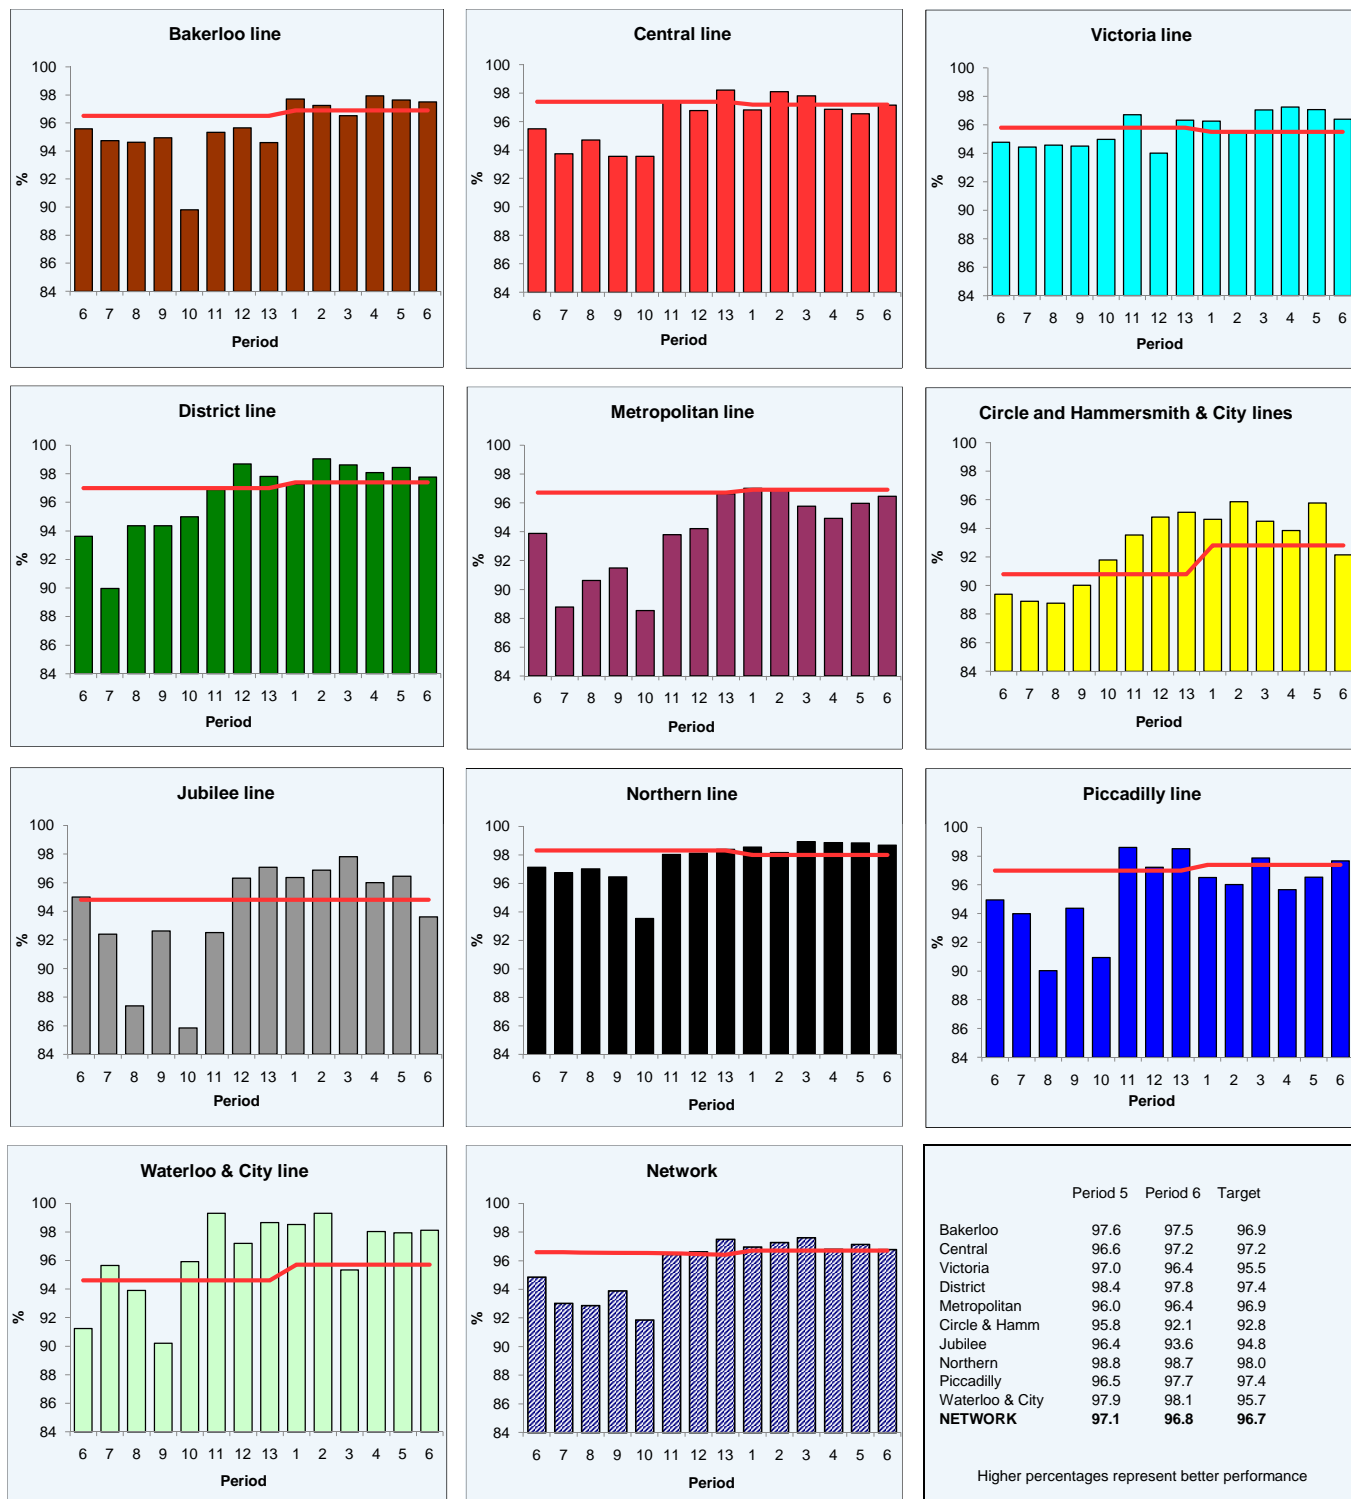 Bakerloo line
100
98
96
94
92
90
88
86
84
%
6 7 8 9 10 11 12 13 1 2 3 4 5 6
Period
Central line
100
98
96
94
92
90
88
86
84
%
6 7 8 9 10 11 12 13 1 2 3 4 5 6
Period
Victoria line
100
98
96
94
92
90
88
86
84
%
6 7 8 9 10 11 12 13 1 2 3 4 5 6
Period
District line
100
98
96
94
92
90
88
86
84
%
6 7 8 9 10 11 12 13 1 2 3 4 5 6
Period
Metropolitan line
100
98
96
94
92
90
88
86
84
%
6 7 8 9 10 11 12 13 1 2 3 4 5 6
Period
Circle and Hammersmith & City lines
100
98
96
94
92
90
88
86
84
%
6 7 8 9 10 11 12 13 1 2 3 4 5 6
Period
Jubilee line
100
98
96
94
92
90
88
86
84
%
6 7 8 9 10 11 12 13 1 2 3 4 5 6
Period
Northern line
100
98
96
94
92
90
88
86
84
%
6 7 8 9 10 11 12 13 1 2 3 4 5 6
Period
Piccadilly line
100
98
96
94
92
90
88
86
84
%
6 7 8 9 10 11 12 13 1 2 3 4 5 6
Period
Waterloo & City line
100
98
96
94
92
90
88
86
84
%
6 7 8 9 10 11 12 13 1 2 3 4 5 6
Period
Network
100
98
96
94
92
90
88
86
84
%
6 7 8 9 10 11 12 13 1 2 3 4 5 6
Period
Period 5 Period 6 Target
Bakerloo 97.6 97.5 96.9
Central 96.6 97.2 97.2
Victoria 97.0 96.4 95.5
District 98.4 97.8 97.4
Metropolitan 96.0 96.4 96.9
Circle & Hamm 95.8 92.1 92.8
Jubilee 96.4 93.6 94.8
Northern 98.8 98.7 98.0
Piccadilly 96.5 97.7 97.4
Waterloo & City 97.9 98.1 95.7
NETWORK 97.1 96.8 96.7
Higher percentages represent better performance